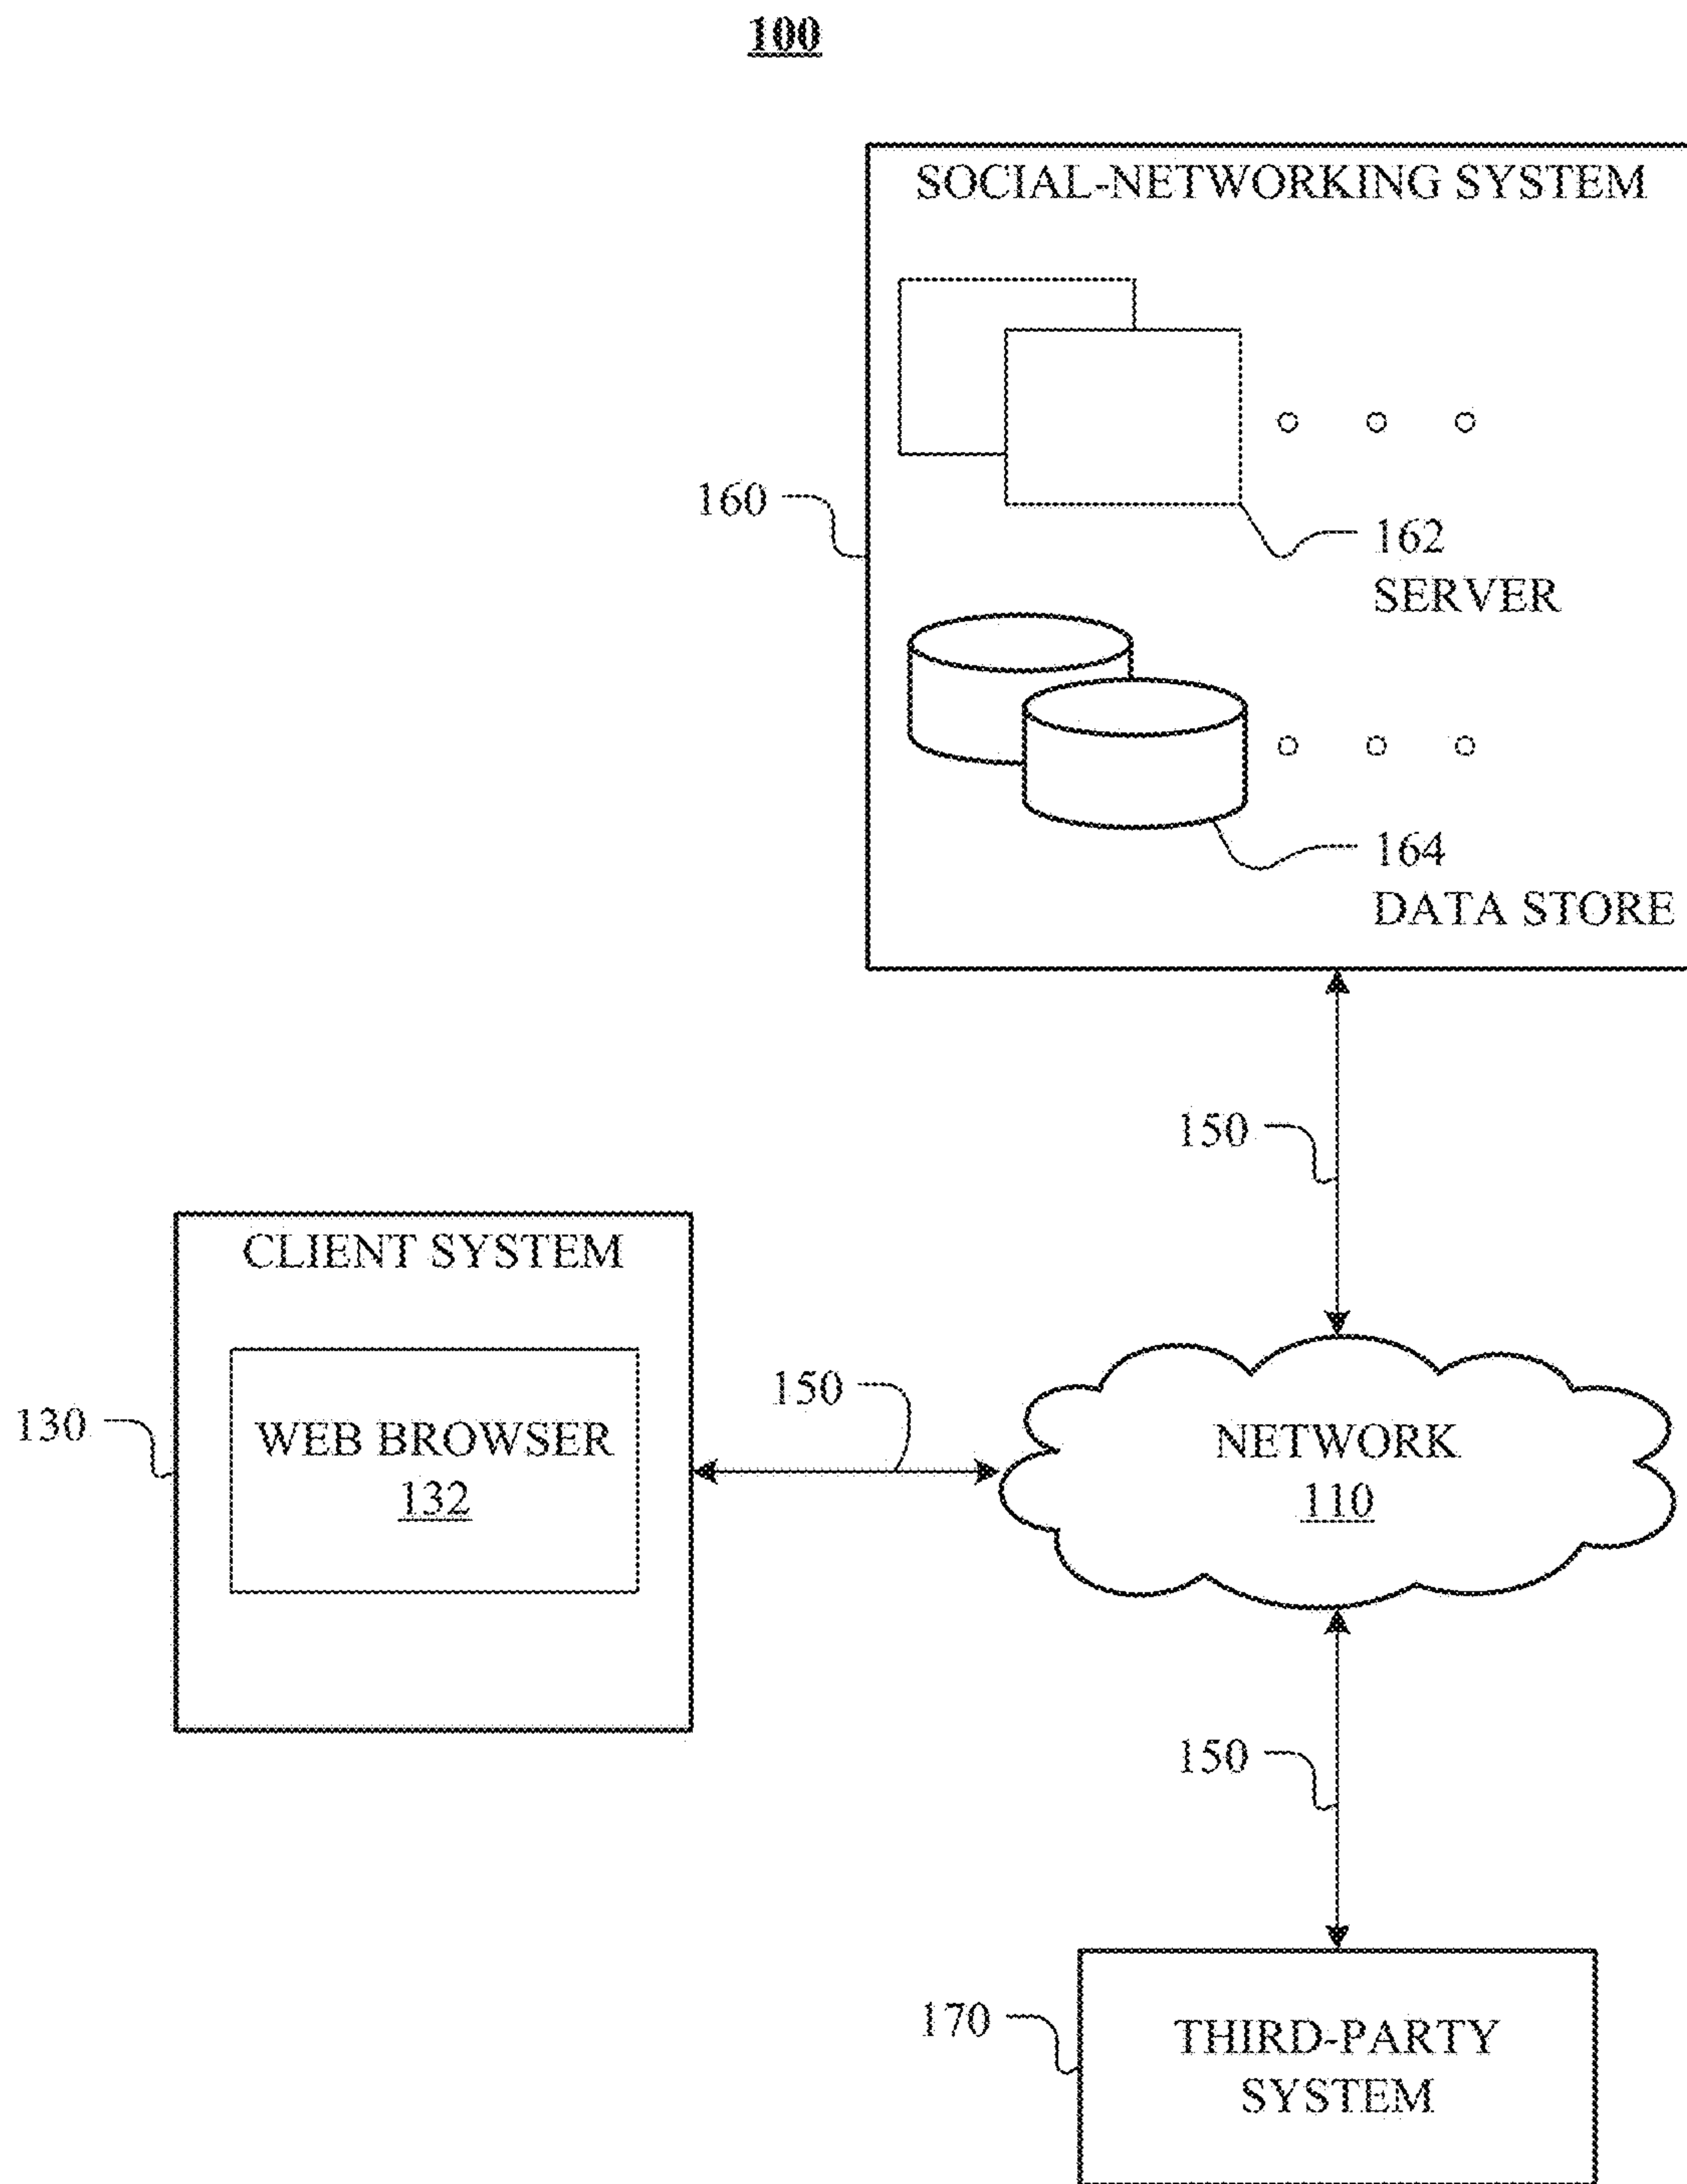 100
SOCIAL-NETWORKING SYSTEM
160
162
SERVER
164
DATA STORE
150
CLIENT SYSTEM
130
WEB BROWSER
132
150
NETWORK
110
150
170
THIRD-PARTY
SYSTEM